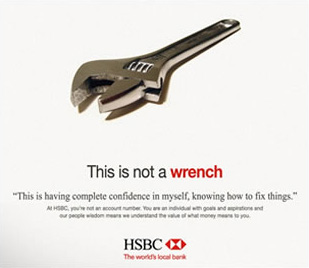 This is not a wrench
“This is having complete confidence in myself, knowing how to fix things.”
At HSBC, you're not an account number. You are an individual with goals and aspirations and
our people wisdom means we understand the value of what money means to you.
HSBC
The world's local bank